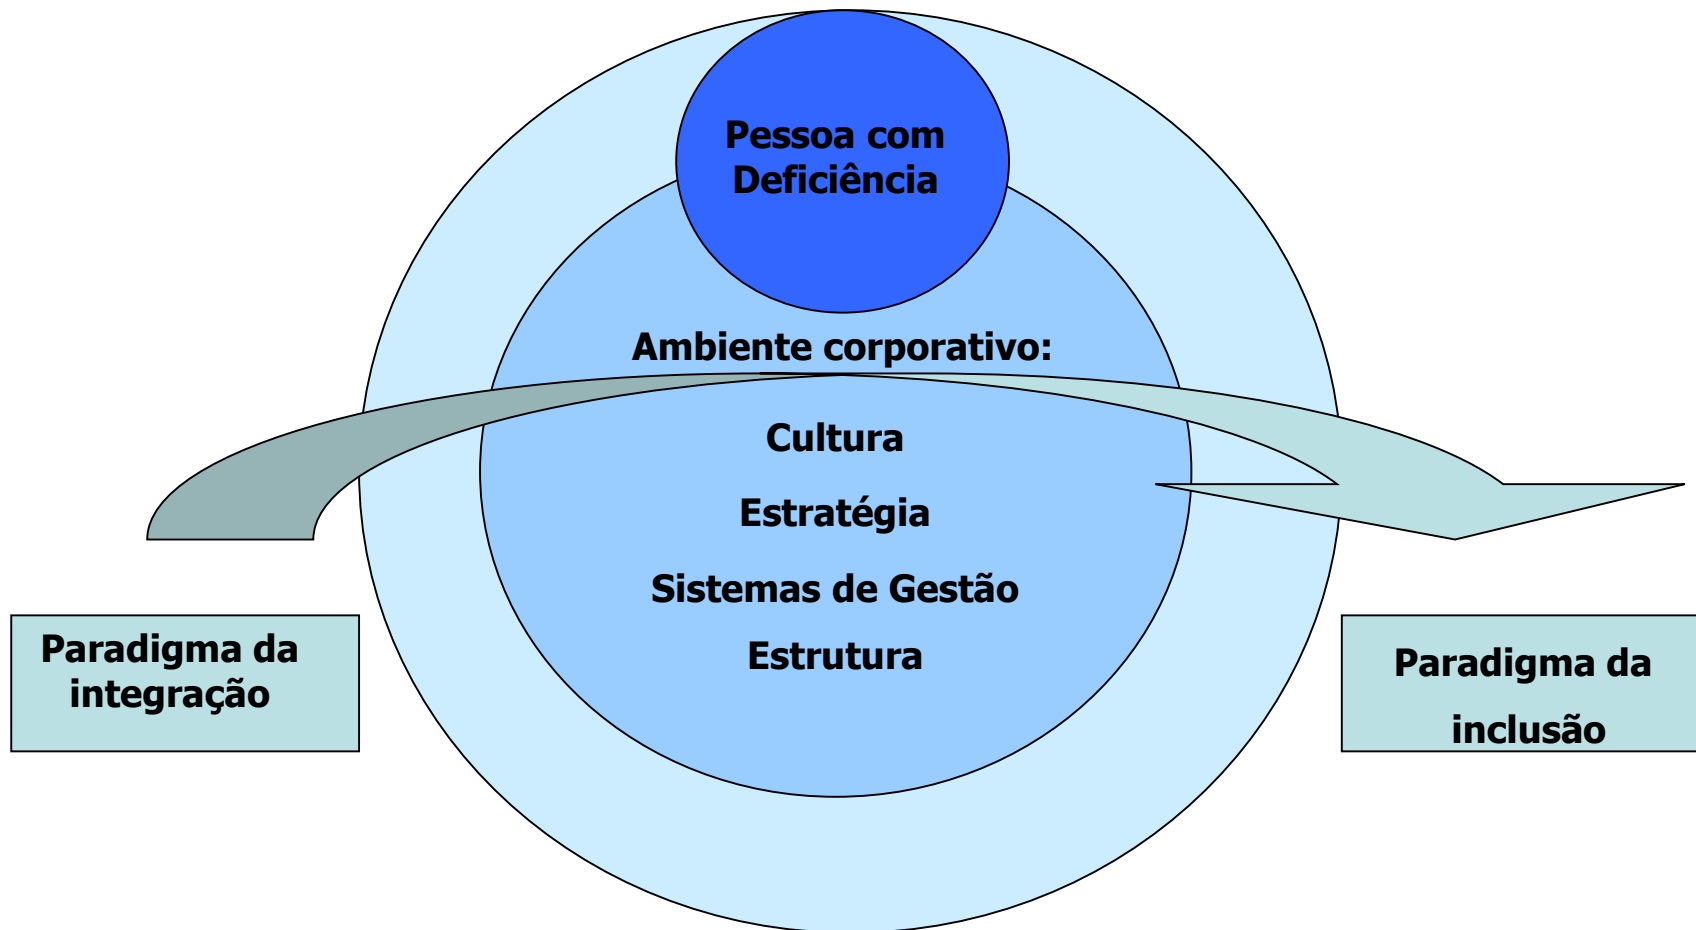 Pessoa com
Deficiência
Ambiente corporativo:
Cultura
Estratégia
Sistemas de Gestão
Estrutura
Paradigma da
integração
Paradigma da
inclusão